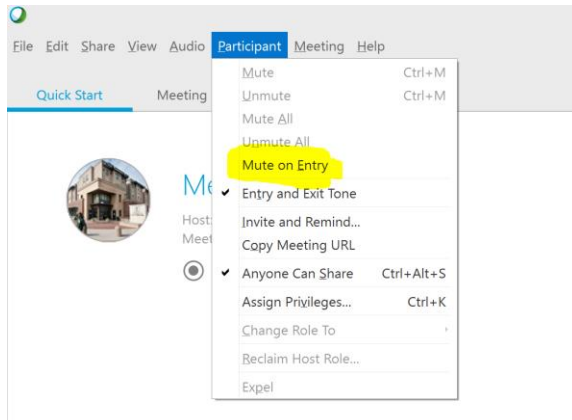 File Edit Share View Audio Participant Meeting Help
Quick Start Meeting
Me
Host:
Meet
Mute Ctrl+M
Unmute Ctrl+M
Mute All
Unmute All
Mute on Entry
✔ Entry and Exit Tone
Invite and Remind...
Copy Meeting URL
✔ Anyone Can Share Ctrl+Alt+S
Assign Privileges... Ctrl+K
Change Role To
Reclaim Host Role...
Expel